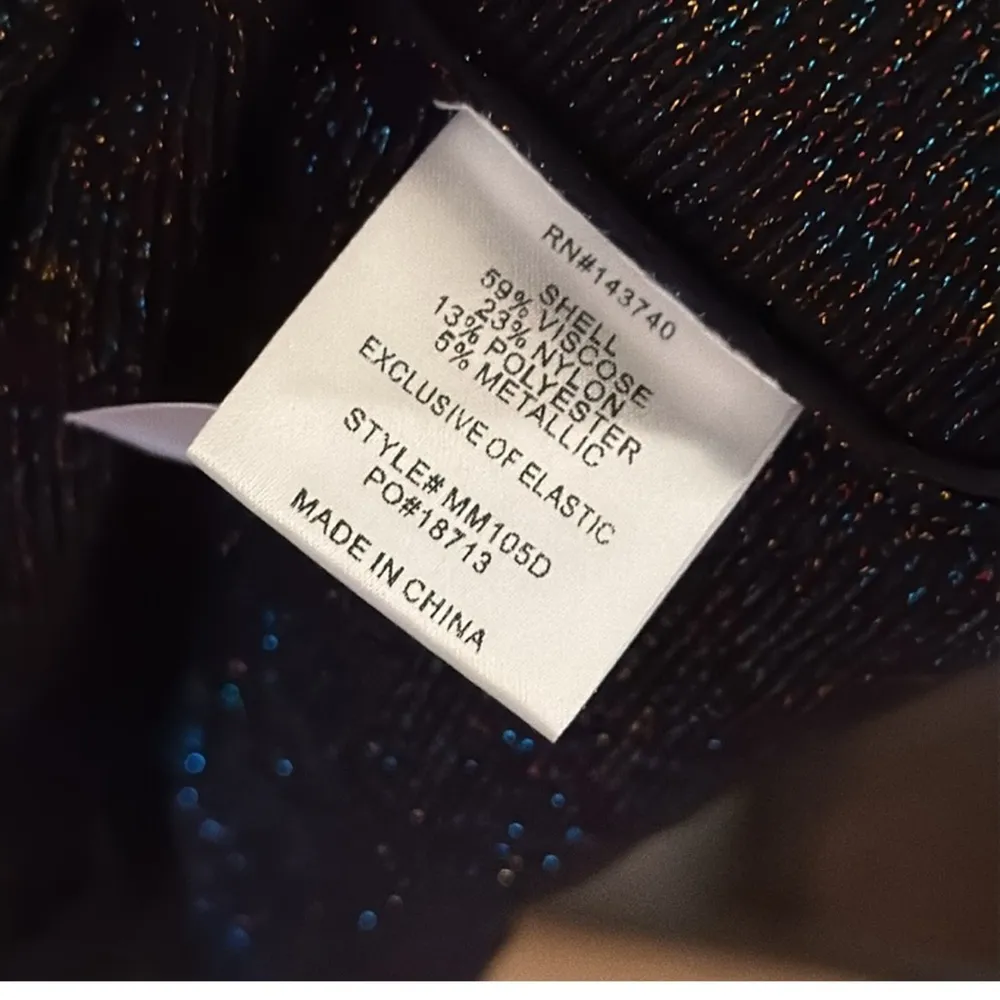 RN#143740
SHELL
59% VISCOSE
23% NYLON
13% POLYESTER
5% METALLIC
EXCLUSIVE OF ELASTIC
STYLE# MM105D
PO#18713
MADE IN CHINA